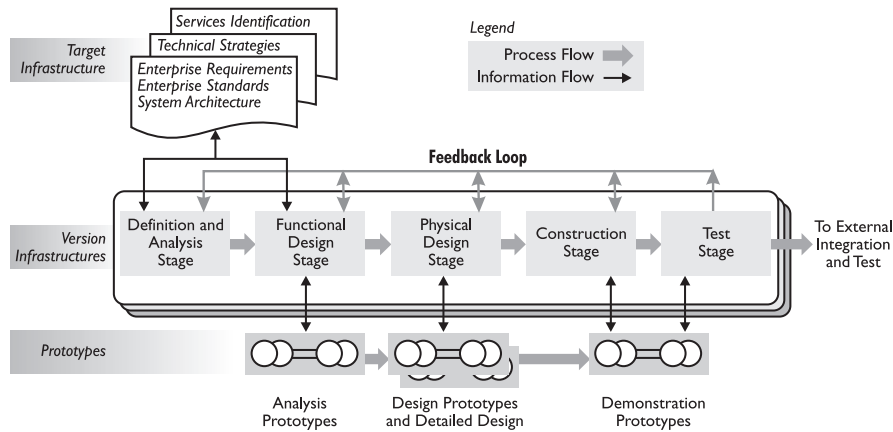 Services Identification
Technical Strategies
Enterprise Requirements
Enterprise Standards
System Architecture
Target
Infrastructure
Legend
Process Flow
Information Flow
Feedback Loop
Version
Infrastructures
Definition and
Analysis
Stage
Functional
Design
Stage
Physical
Design
Stage
Construction
Stage
Test
Stage
To External
Integration
and Test
Prototypes
Analysis
Prototypes
Design Prototypes
and Detailed Design
Demonstration
Prototypes